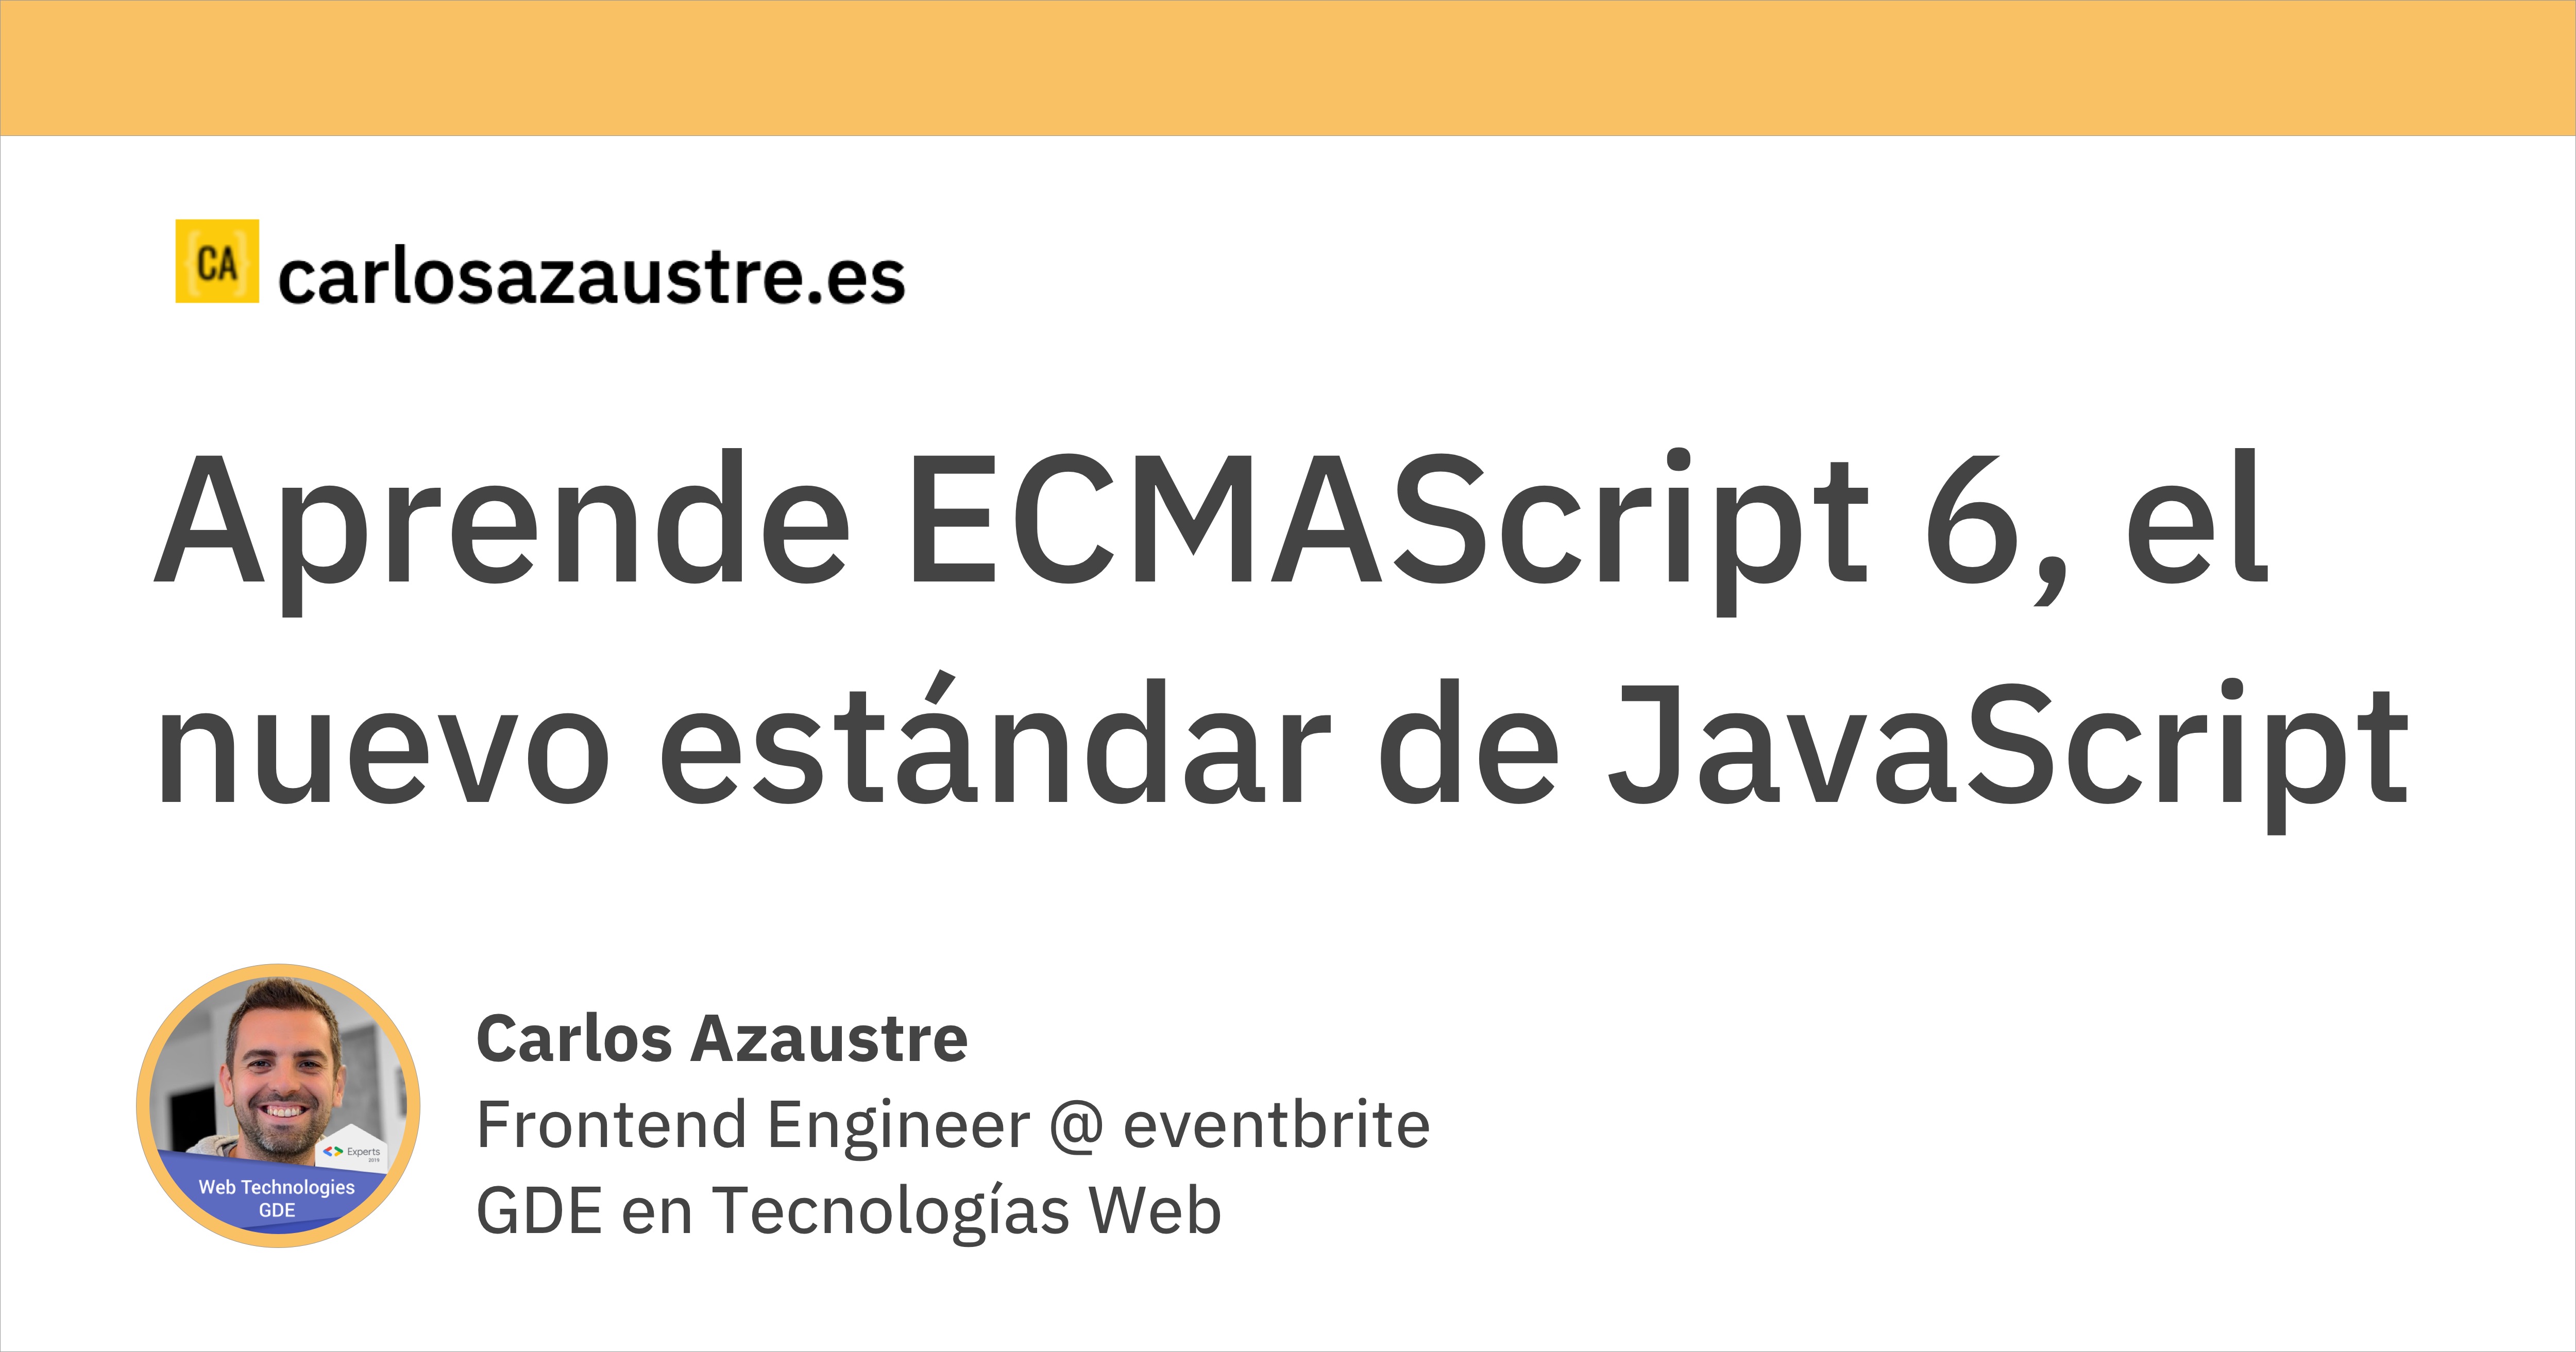 {CA}
carlosazaustre.es
Aprende ECMAScript 6, el
nuevo estándar de JavaScript
Experts
2019
Web Technologies
GDE
Carlos Azaustre
Frontend Engineer @ eventbrite
GDE en Tecnologías Web